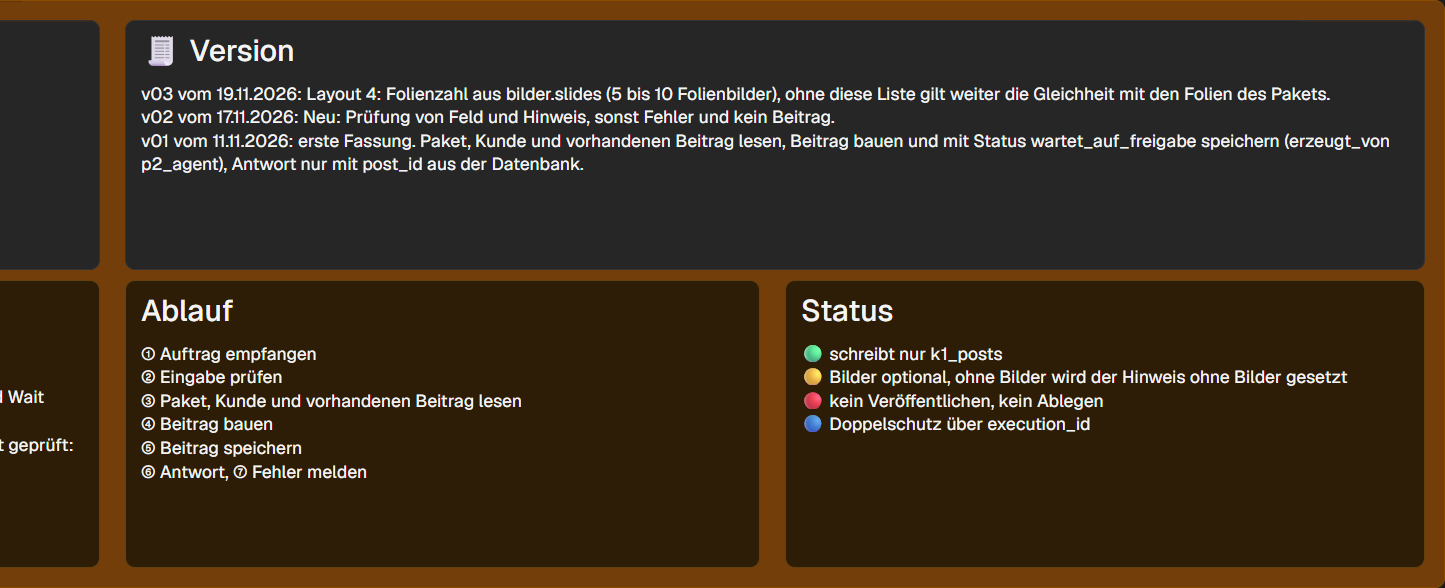 Version
v03 vom 19.11.2026: Layout 4: Folienzahl aus bilder.slides (5 bis 10 Folienbilder), ohne diese Liste gilt weiter die Gleichheit mit den Folien des Pakets.
v02 vom 17.11.2026: Neu: Prüfung von Feld und Hinweis, sonst Fehler und kein Beitrag.
v01 vom 11.11.2026: erste Fassung. Paket, Kunde und vorhandenen Beitrag lesen, Beitrag bauen und mit Status wartet_auf_freigabe speichern (erzeugt_von
p2_agent), Antwort nur mit post_id aus der Datenbank.
Wait
geprüft:
Ablauf
① Auftrag empfangen
② Eingabe prüfen
③ Paket, Kunde und vorhandenen Beitrag lesen
④ Beitrag bauen
⑤ Beitrag speichern
⑥ Antwort, ⑦ Fehler melden
Status
schreibt nur k1_posts
Bilder optional, ohne Bilder wird der Hinweis ohne Bilder gesetzt
kein Veröffentlichen, kein Ablegen
Doppelschutz über execution_id